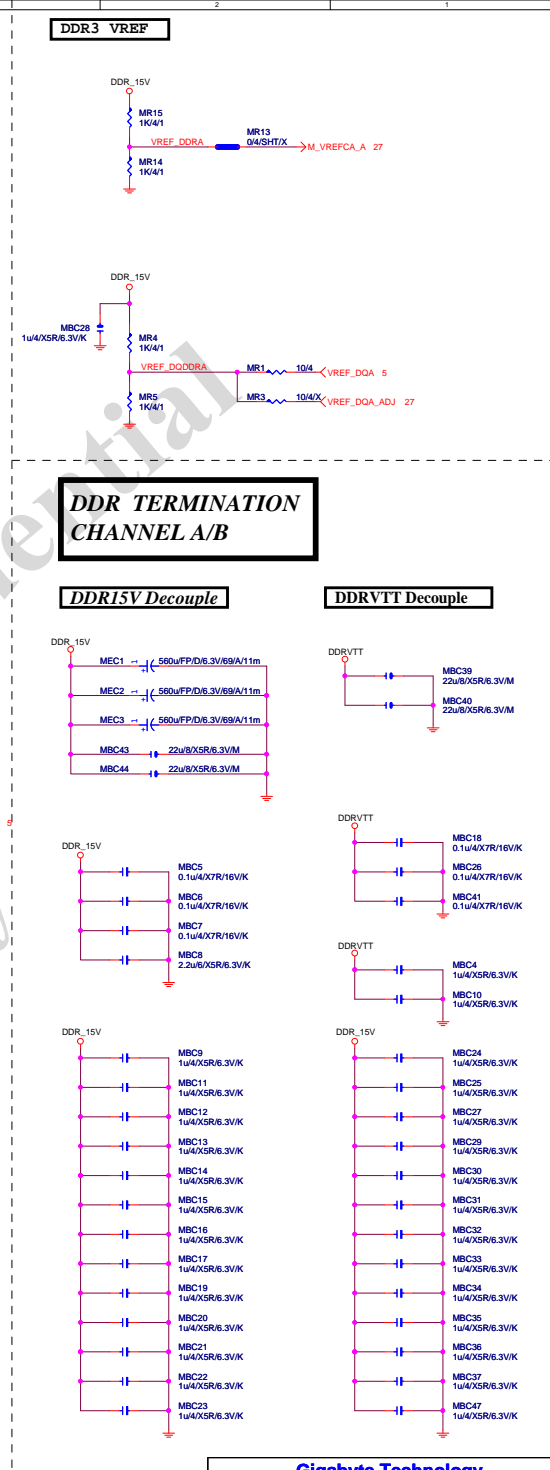 2
1
DDR3 VREF
DDR_15V
MR15
1K/4/1
MR13
0/4/SHT/X
VREF_DDRA
M_VREFCA_A 27
MR14
1K/4/1
DDR_15V
MBC28
1u/4/X5R/6.3V/K
MR4
1K/4/1
VREF_DQDDRA
MR1
10/4
VREF_DQA 5
MR5
1K/4/1
MR3
10/4/X
VREF_DQA_ADJ 27
DDR TERMINATION
CHANNEL A/B
DDR15V Decouple
DDR_15V
MEC1 1 + 560u/FP/D/6.3V/69/A/11m
MEC2 1 + 560u/FP/D/6.3V/69/A/11m
MEC3 1 + 560u/FP/D/6.3V/69/A/11m
MBC43 22u/8/X5R/6.3V/M
MBC44 22u/8/X5R/6.3V/M
DDRVTT Decouple
DDRVTT
MBC39
22u/8/X5R/6.3V/M
MBC40
22u/8/X5R/6.3V/M
5
DDR_15V
MBC5
0.1u/4/X7R/16V/K
MBC6
0.1u/4/X7R/16V/K
MBC7
0.1u/4/X7R/16V/K
MBC8
2.2u/6/X5R/6.3V/K
DDRVTT
MBC18
0.1u/4/X7R/16V/K
MBC26
0.1u/4/X7R/16V/K
MBC41
0.1u/4/X7R/16V/K
DDRVTT
MBC4
1u/4/X5R/6.3V/K
MBC10
1u/4/X5R/6.3V/K
DDR_15V
MBC9
1u/4/X5R/6.3V/K
MBC11
1u/4/X5R/6.3V/K
MBC12
1u/4/X5R/6.3V/K
MBC13
1u/4/X5R/6.3V/K
MBC14
1u/4/X5R/6.3V/K
MBC15
1u/4/X5R/6.3V/K
MBC16
1u/4/X5R/6.3V/K
MBC17
1u/4/X5R/6.3V/K
MBC19
1u/4/X5R/6.3V/K
MBC20
1u/4/X5R/6.3V/K
MBC21
1u/4/X5R/6.3V/K
MBC22
1u/4/X5R/6.3V/K
MBC23
1u/4/X5R/6.3V/K
DDR_15V
MBC24
1u/4/X5R/6.3V/K
MBC25
1u/4/X5R/6.3V/K
MBC27
1u/4/X5R/6.3V/K
MBC29
1u/4/X5R/6.3V/K
MBC30
1u/4/X5R/6.3V/K
MBC31
1u/4/X5R/6.3V/K
MBC32
1u/4/X5R/6.3V/K
MBC33
1u/4/X5R/6.3V/K
MBC34
1u/4/X5R/6.3V/K
MBC35
1u/4/X5R/6.3V/K
MBC36
1u/4/X5R/6.3V/K
MBC37
1u/4/X5R/6.3V/K
MBC47
1u/4/X5R/6.3V/K
Gigabyte Technology
ential